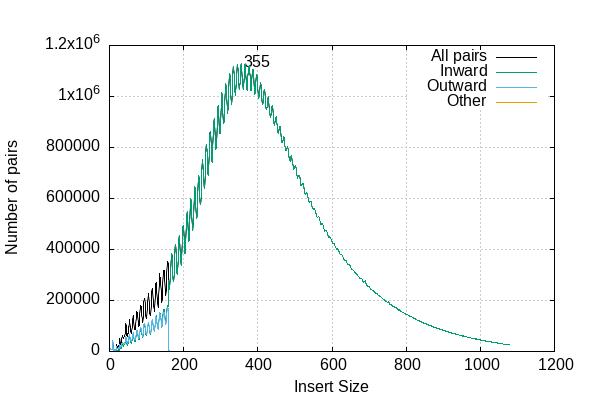 1.2x10⁶
1x10⁶
800000
600000
400000
200000
0
Number of pairs
355
All pairs
Inward
Outward
Other
0 200 400 600 800 1000 1200
Insert Size